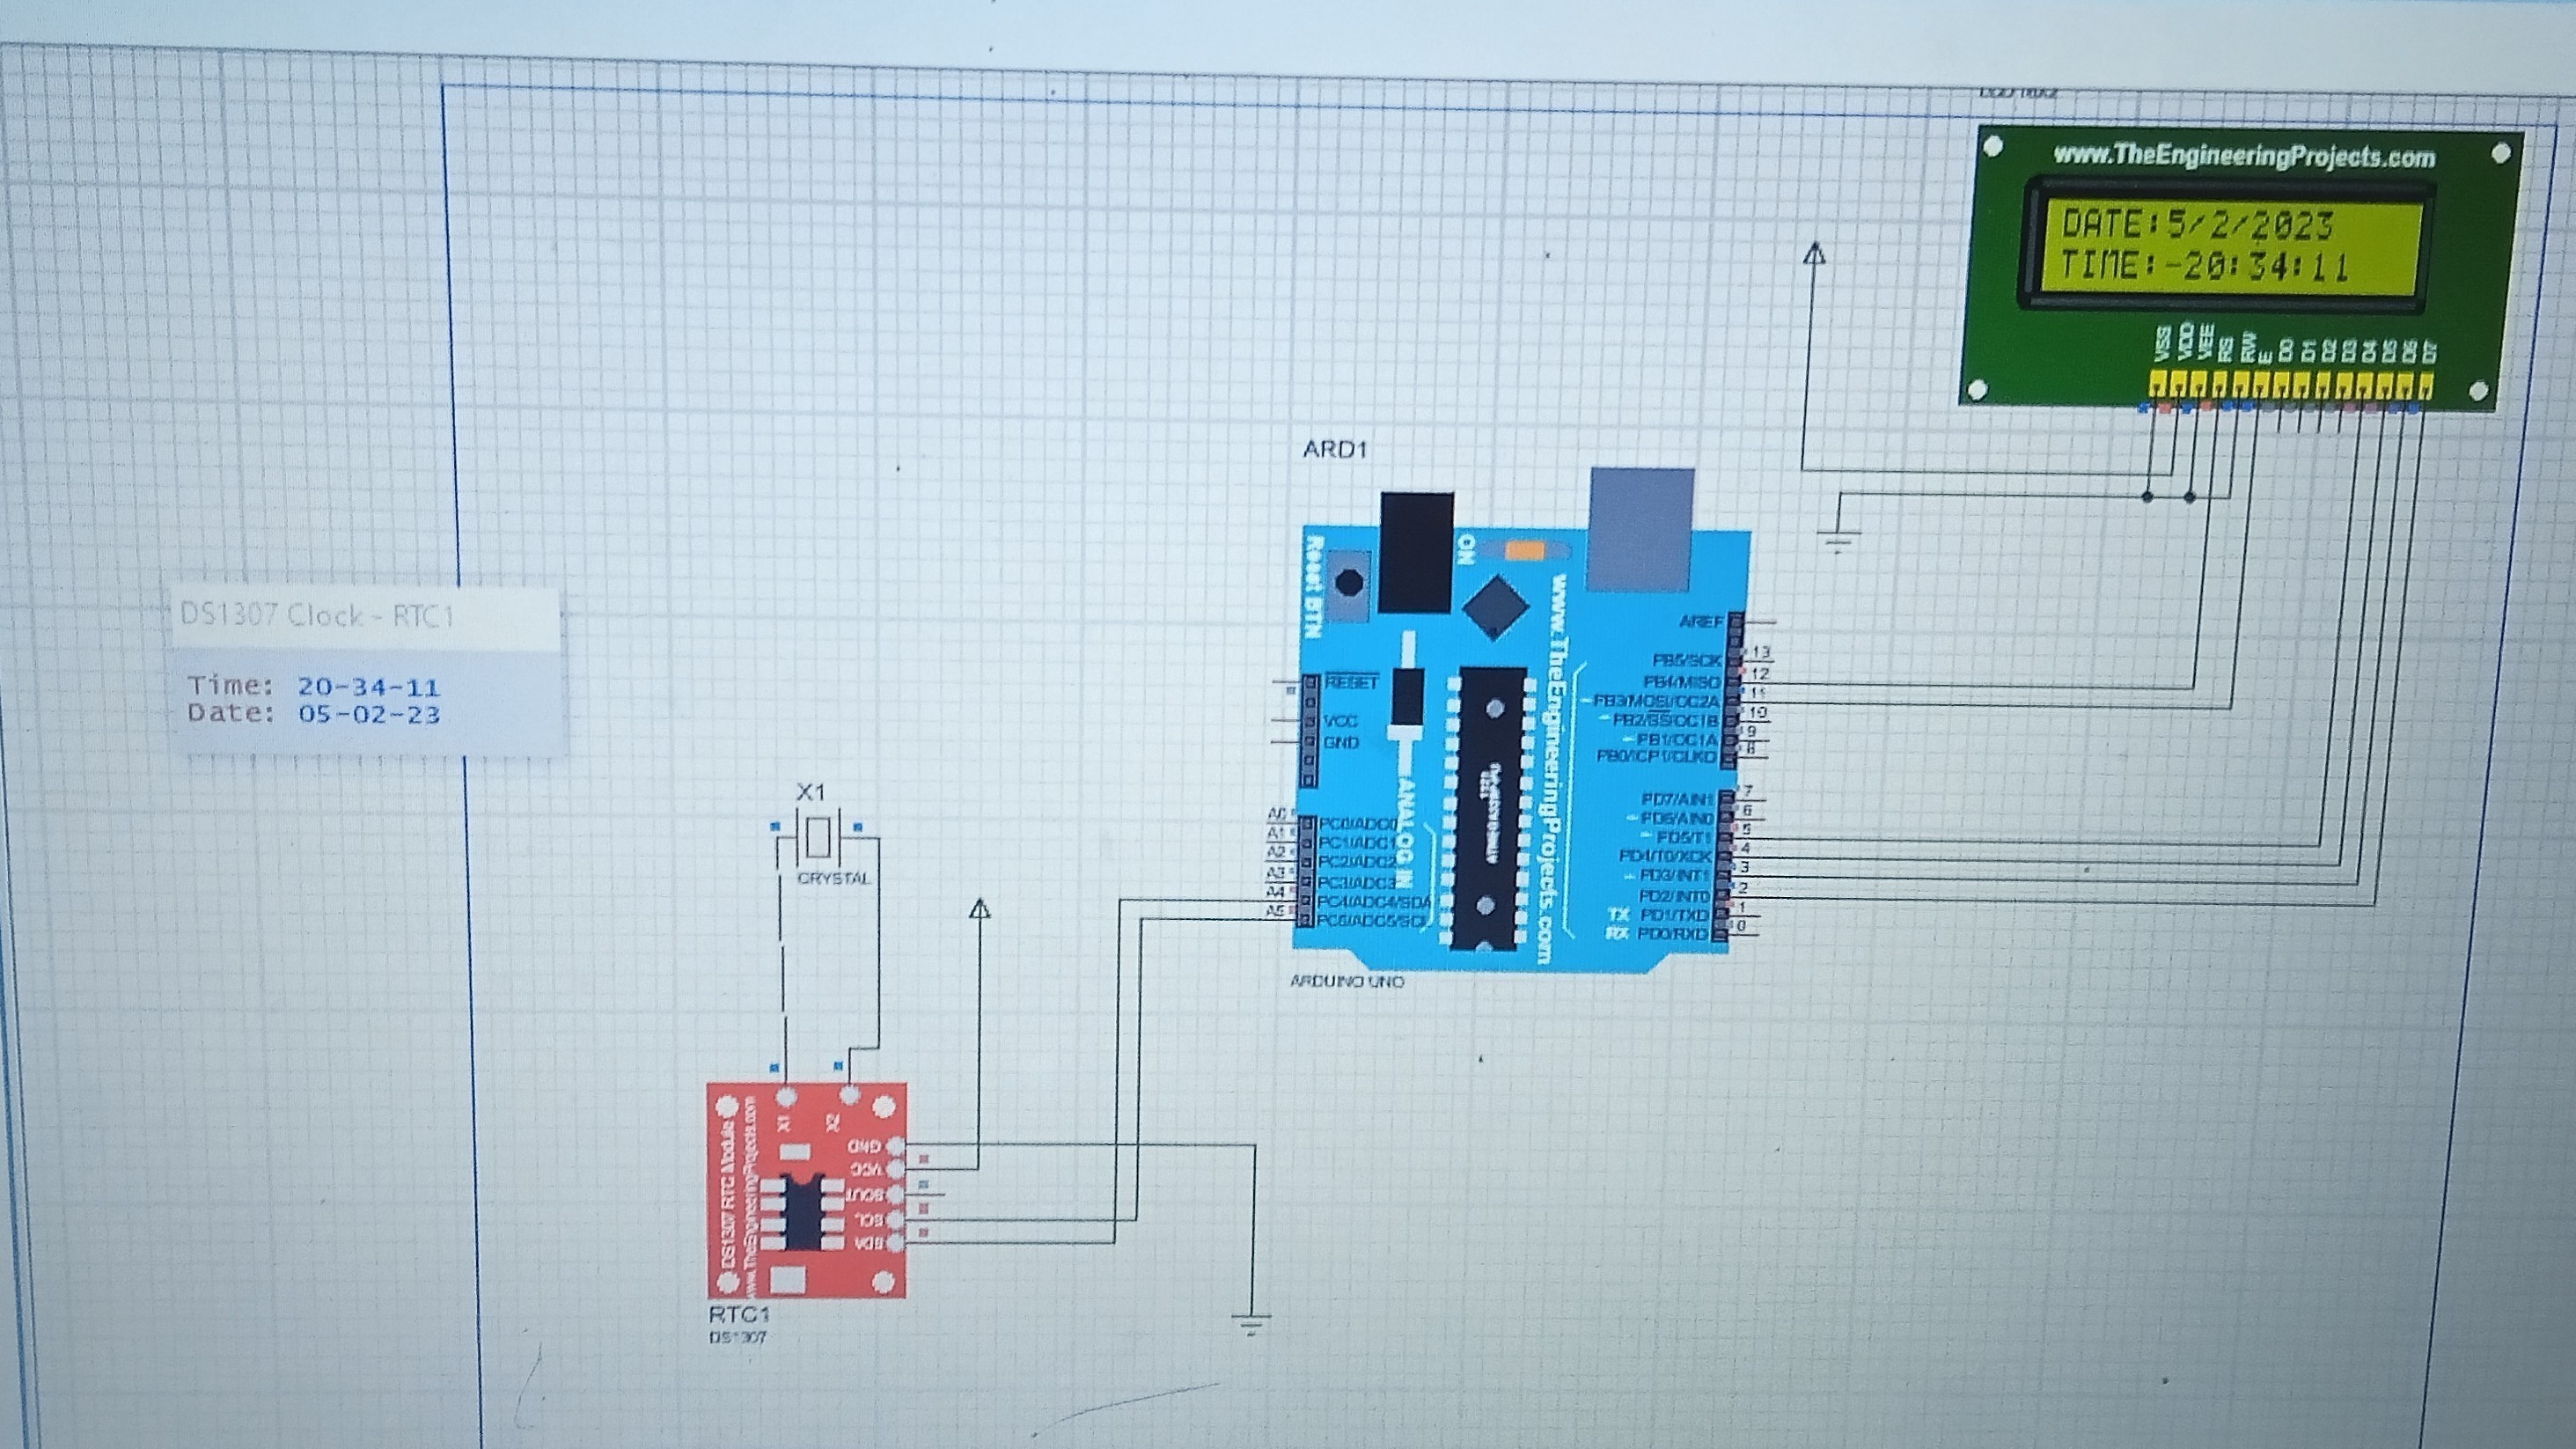 www.TheEngineeringProjects.com
DATE:5/2/2023
TIME:-20:34:11
VSS
VDD
VEE
RS
RW
E
D0
D1
D2
D3
D4
D5
D6
D7
ARD1
Reset BTN
ON
www.TheEngineeringProjects.com
AREF
PB5/SCK
13
PB4/MISO
12
PB3/MOSI/OC2A
11
PB2/SS/OC1B
10
PB1/OC1A
9
PB0/ICP1/CLKO
8
RESET
VCC
GND
ANALOG IN
A0
PC0/ADC0
A1
PC1/ADC1
A2
PC2/ADC2
A3
PC3/ADC3
A4
PC4/ADC4/SDA
A5
PC5/ADC5/SCL
PD7/AIN1
7
PD6/AIN0
6
PD5/T1
5
PD4/T0/XCK
4
PD3/INT1
3
PD2/INT0
2
TX PD1/TXD
1
RX PD0/RXD
0
ARDUINO UNO
DS1307 Clock - RTC1
Time: 20-34-11
Date: 05-02-23
X1
CRYSTAL
DS1307 RTC Module
www.TheEngineeringProjects.com
X1
X2
GND
VCC
SOUT
SCL
SDA
RTC1
DS1307